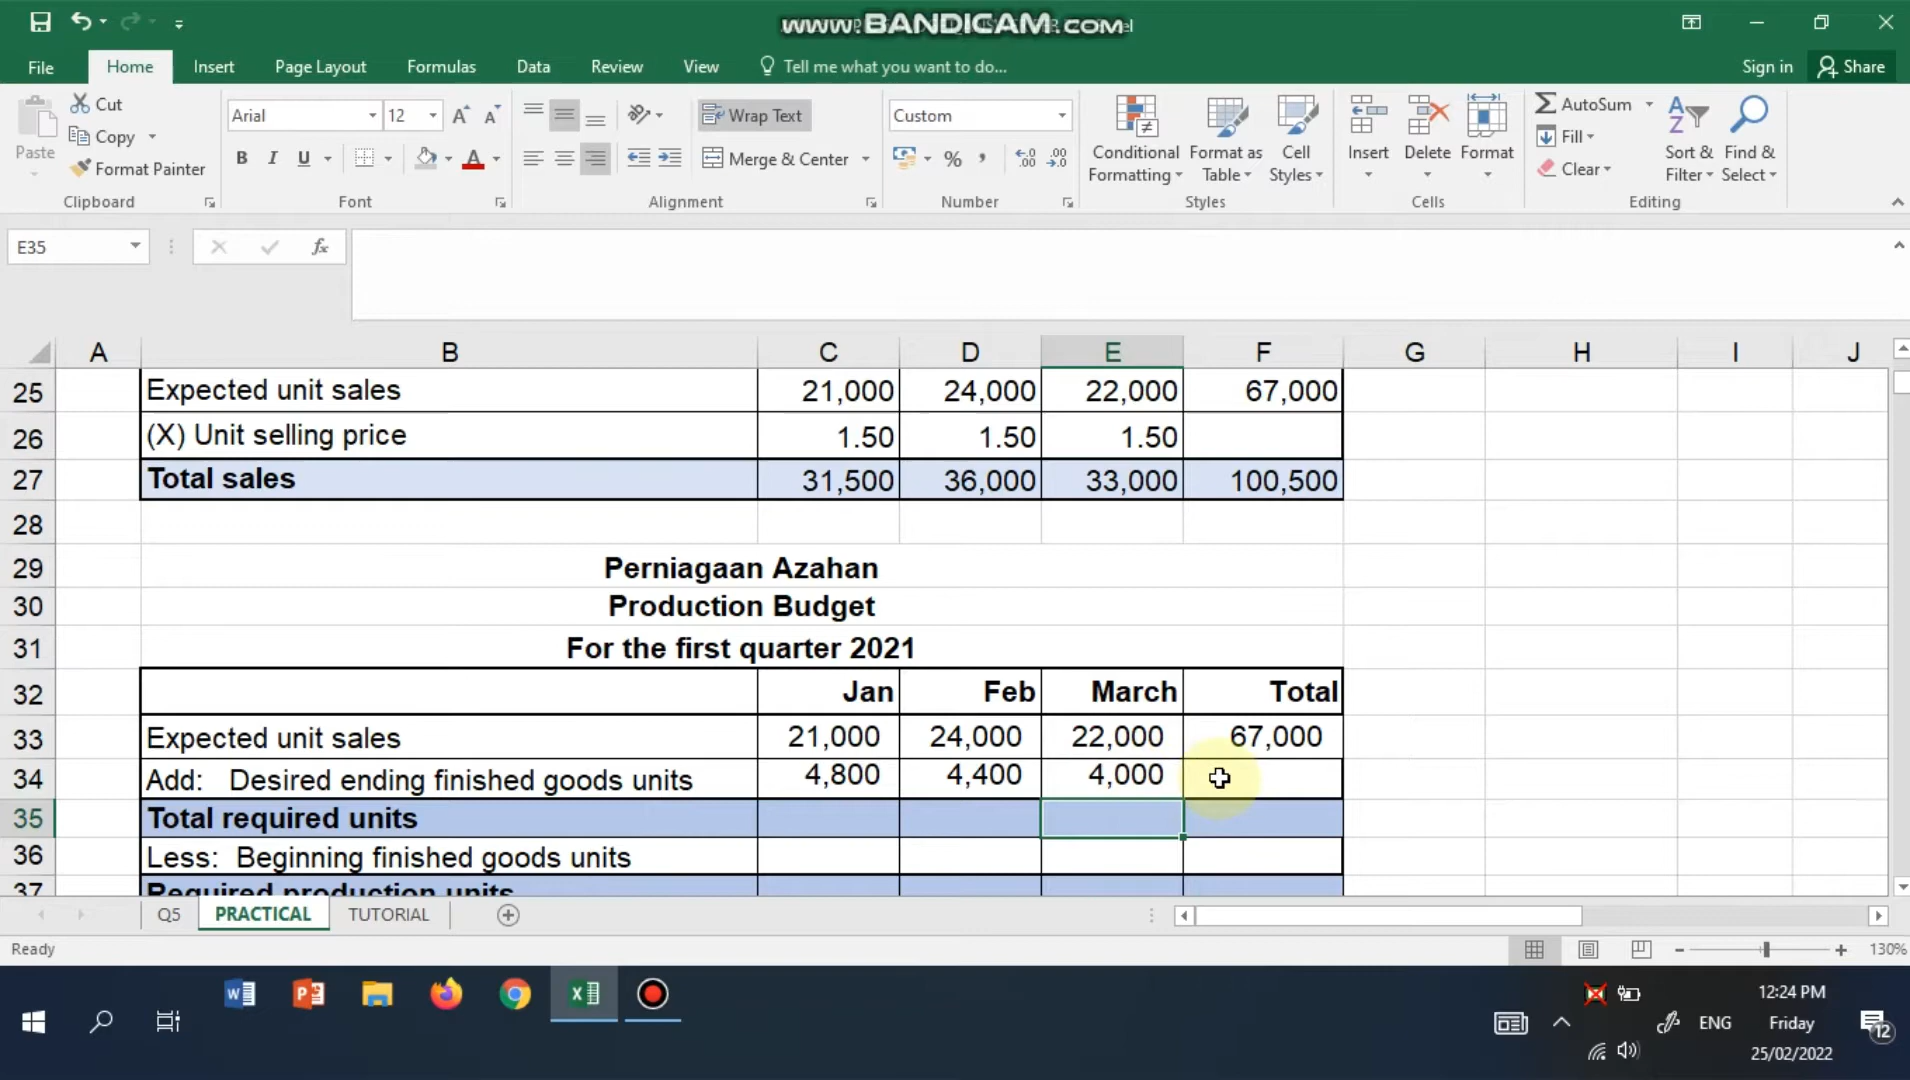 www.BANDICAM.com
el
File Home Insert Page Layout Formulas Data Review View Tell me what you want to do... Sign in Share
Paste
Cut
Copy
Format Painter
Arial 12
B I U
Wrap Text
Merge & Center
Custom
%
Conditional Formatting
Format as Table
Cell Styles
Insert Delete Format
AutoSum
Fill
Clear
Sort & Filter
Find & Select
Clipboard Font Alignment Number Styles Cells Editing
E35 fx
A B C D E F G H I J
25 Expected unit sales 21,000 24,000 22,000 67,000
26 (X) Unit selling price 1.50 1.50 1.50
27 Total sales 31,500 36,000 33,000 100,500
28
29 Perniagaan Azahan
30 Production Budget
31 For the first quarter 2021
32 Jan Feb March Total
33 Expected unit sales 21,000 24,000 22,000 67,000
34 Add: Desired ending finished goods units 4,800 4,400 4,000
35 Total required units
36 Less: Beginning finished goods units
37 Required production units
Q5 PRACTICAL TUTORIAL
Ready 130%
12:24 PM
ENG Friday 12
25/02/2022